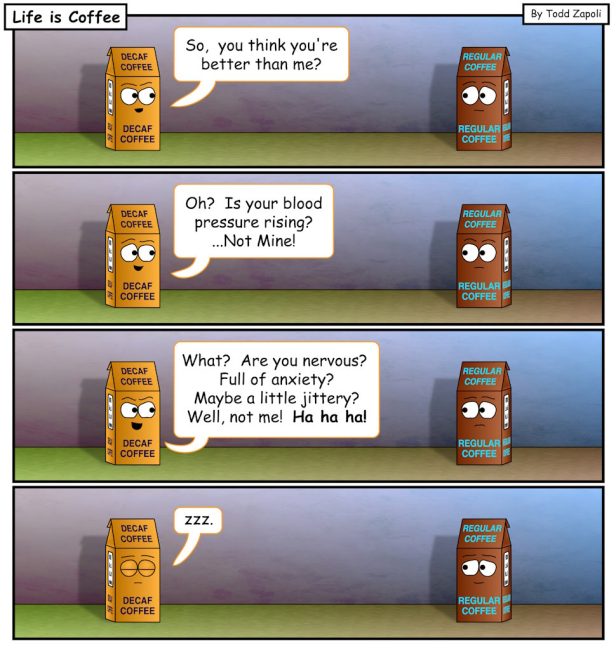 Life is Coffee
By Todd Zapoli
So, you think you're
better than me?
DECAF
COFFEE
DECAF
COFFEE
REGULAR
COFFEE
REGULAR
COFFEE
Oh? Is your blood
pressure rising?
...Not Mine!
DECAF
COFFEE
DECAF
COFFEE
REGULAR
COFFEE
REGULAR
COFFEE
What? Are you nervous?
Full of anxiety?
Maybe a little jittery?
Well, not me! Ha ha ha!
DECAF
COFFEE
DECAF
COFFEE
REGULAR
COFFEE
REGULAR
COFFEE
zzz.
DECAF
COFFEE
DECAF
COFFEE
REGULAR
COFFEE
REGULAR
COFFEE